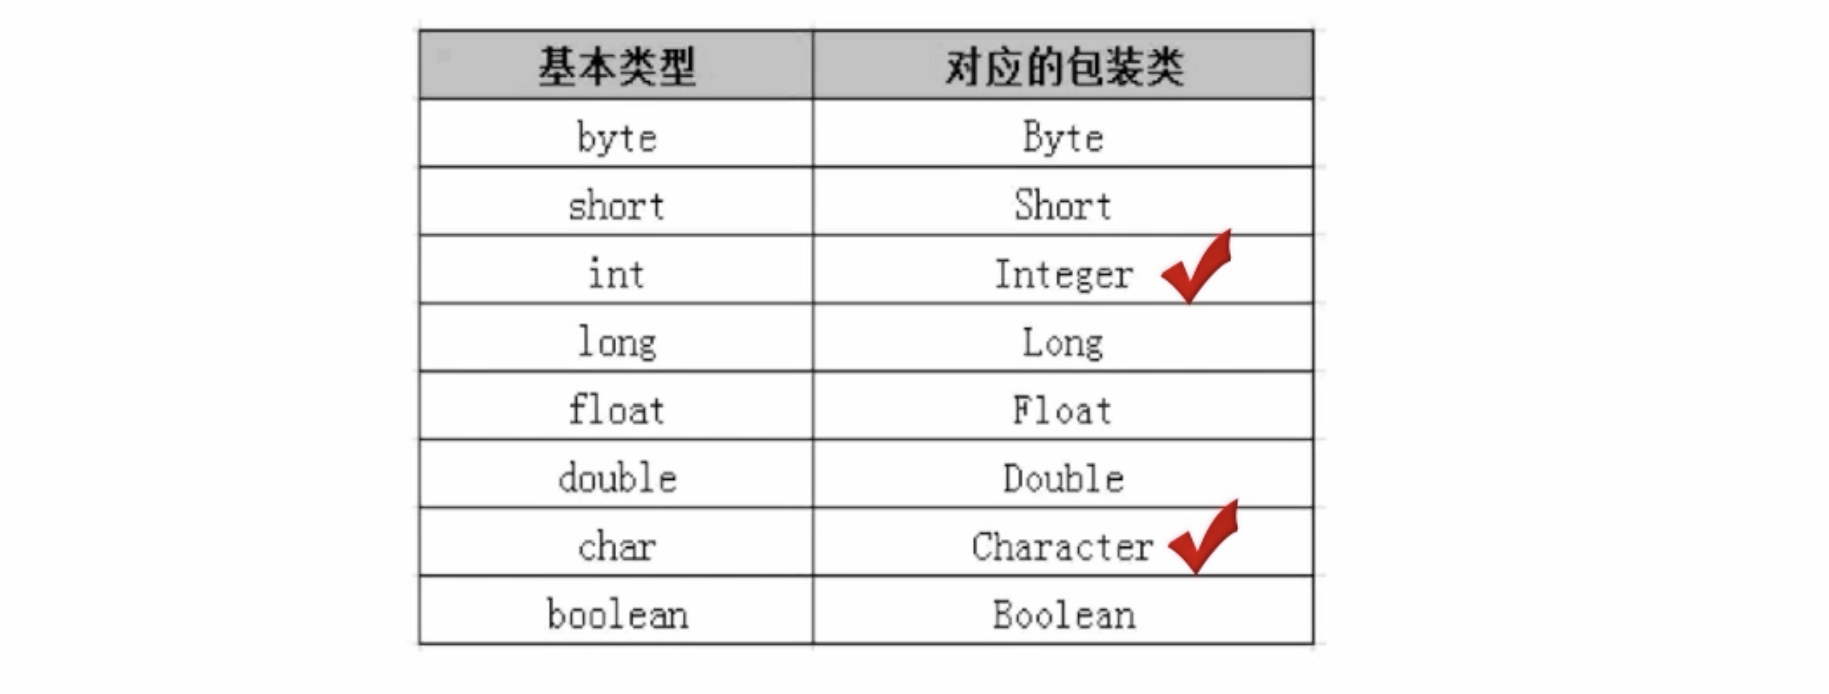 基本类型 对应的包装类
byte Byte
short Short
int Integer
long Long
float Float
double Double
char Character
boolean Boolean